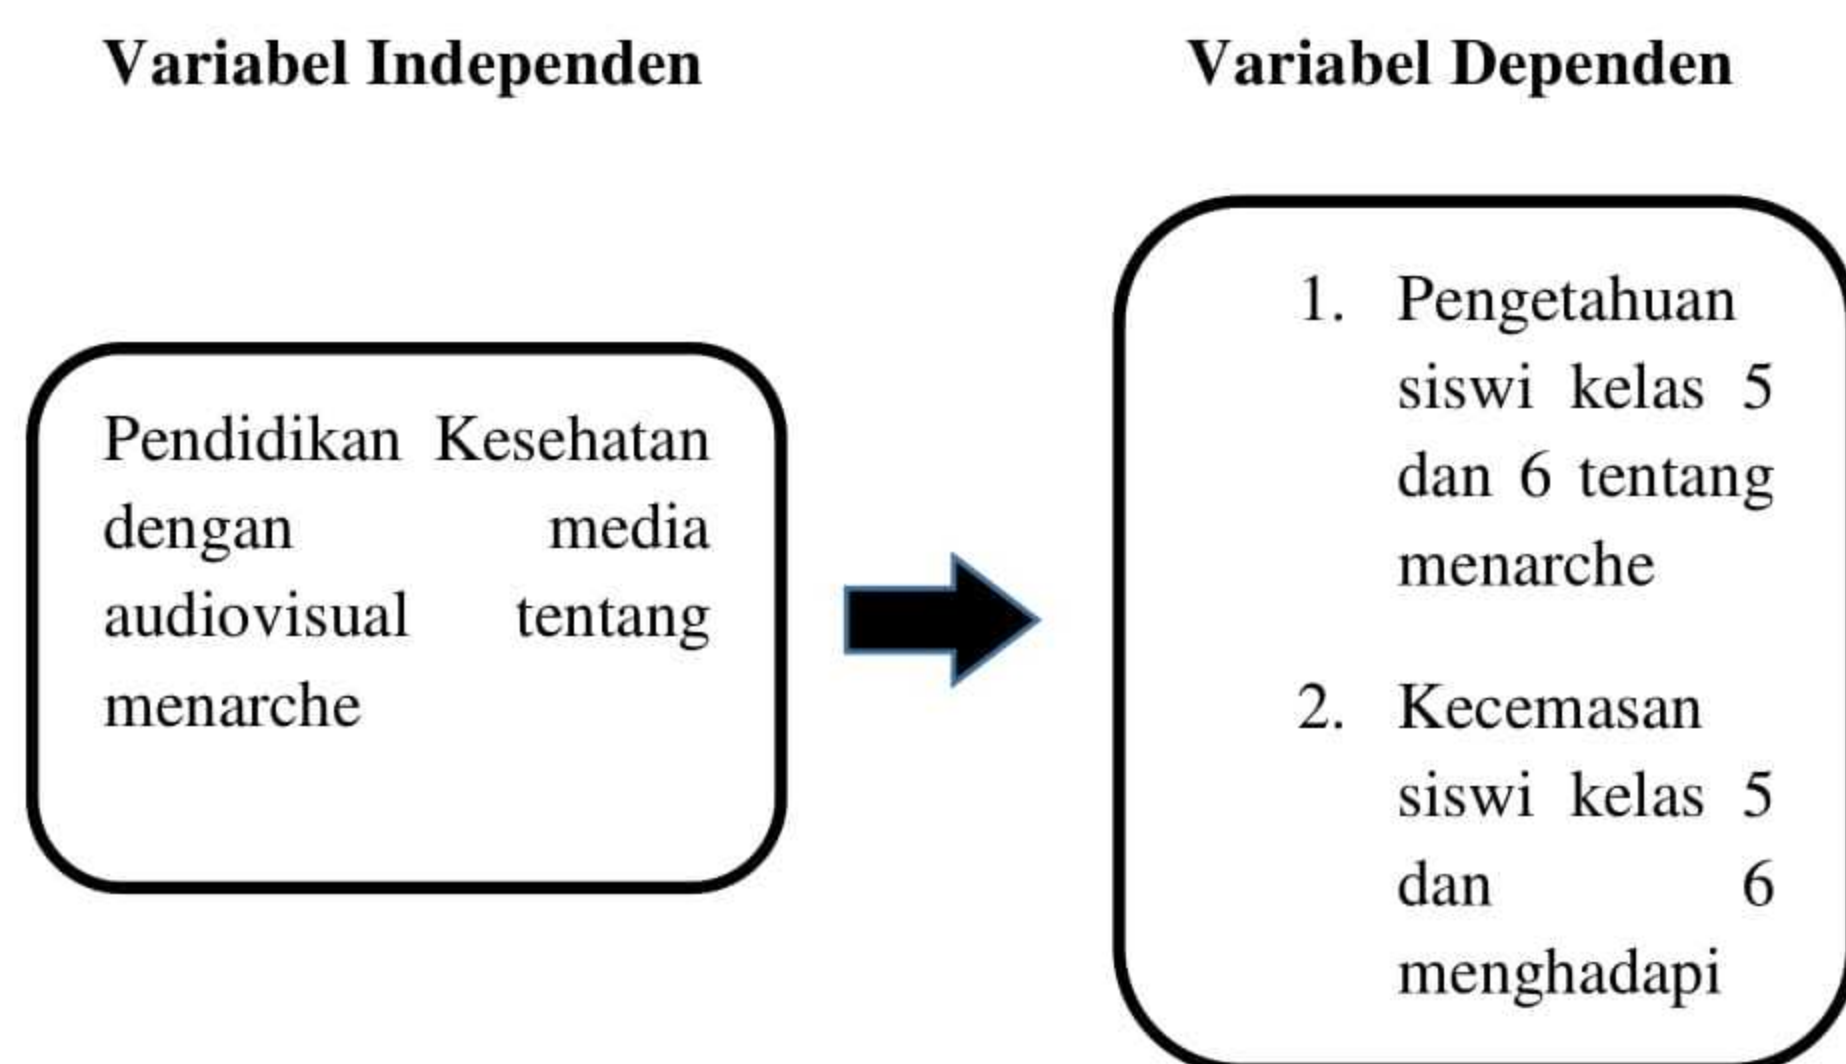 Variabel Independen
Variabel Dependen
Pendidikan Kesehatan
dengan media
audiovisual tentang
menarche
1. Pengetahuan
siswi kelas 5
dan 6 tentang
menarche
2. Kecemasan
siswi kelas 5
dan 6
menghadapi